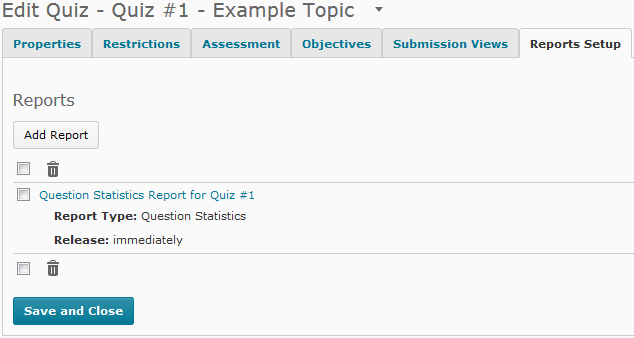 Edit Quiz - Quiz #1 - Example Topic
Properties Restrictions Assessment Objectives Submission Views Reports Setup
Reports
Add Report
Question Statistics Report for Quiz #1
Report Type: Question Statistics
Release: immediately
Save and Close